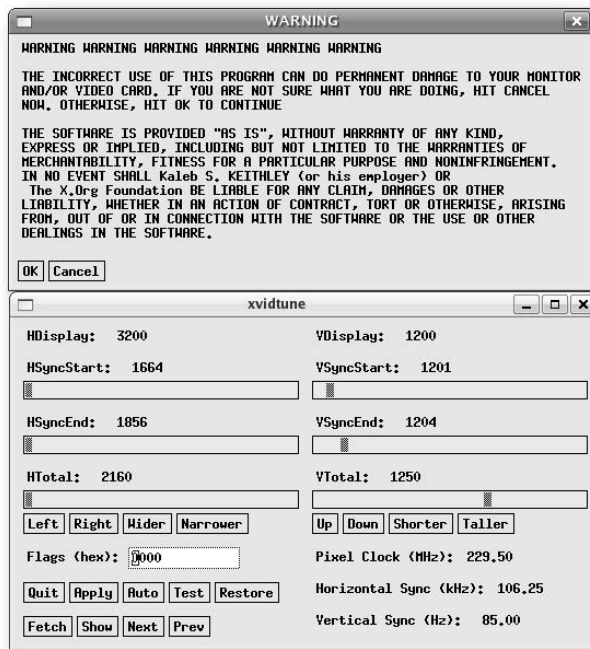 WARNING
WARNING WARNING WARNING WARNING WARNING WARNING
THE INCORRECT USE OF THIS PROGRAM CAN DO PERMANENT DAMAGE TO YOUR MONITOR
AND/OR VIDEO CARD. IF YOU ARE NOT SURE WHAT YOU ARE DOING, HIT CANCEL
NOW. OTHERWISE, HIT OK TO CONTINUE
THE SOFTWARE IS PROVIDED "AS IS", WITHOUT WARRANTY OF ANY KIND,
EXPRESS OR IMPLIED, INCLUDING BUT NOT LIMITED TO THE WARRANTIES OF
MERCHANTABILITY, FITNESS FOR A PARTICULAR PURPOSE AND NONINFRINGEMENT.
IN NO EVENT SHALL Kaleb S. KEITHLEY (or his employer) OR
The X.Org Foundation BE LIABLE FOR ANY CLAIM, DAMAGES OR OTHER
LIABILITY, WHETHER IN AN ACTION OF CONTRACT, TORT OR OTHERWISE, ARISING
FROM, OUT OF OR IN CONNECTION WITH THE SOFTWARE OR THE USE OR OTHER
DEALINGS IN THE SOFTWARE.
OK Cancel
xvidtune
HDisplay: 3200 VDisplay: 1200
HSyncStart: 1664 VSyncStart: 1201
HSyncEnd: 1856 VSyncEnd: 1204
HTotal: 2160 VTotal: 1250
Left Right Wider Narrower Up Down Shorter Taller
Flags (hex): 0000 Pixel Clock (MHz): 229.50
Quit Apply Auto Test Restore Horizontal Sync (kHz): 106.25
Fetch Show Next Prev Vertical Sync (Hz): 85.00